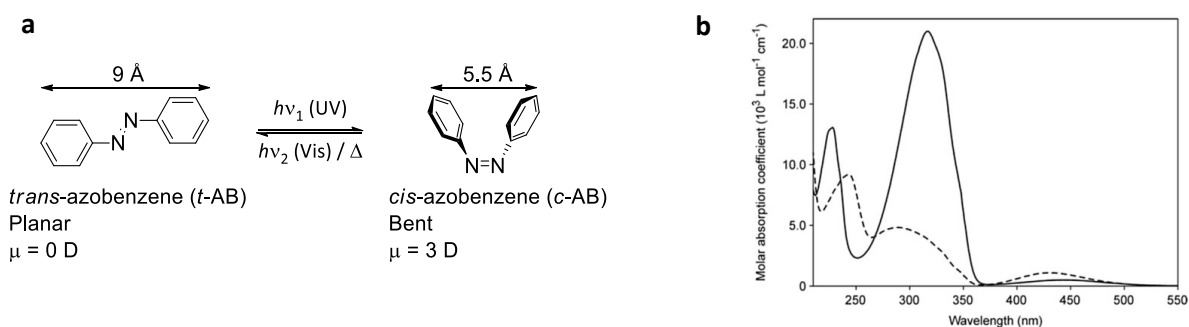 a
9 Å
N
N
hν₁ (UV)
hν₂ (Vis) / Δ
5.5 Å
N=N
trans-azobenzene (t-AB)
Planar
μ = 0 D
cis-azobenzene (c-AB)
Bent
μ = 3 D
b
Molar absorption coefficient (10³ L mol⁻¹ cm⁻¹)
20.0
15.0
10.0
5.0
0.0
250 300 350 400 450 500 550
Wavelength (nm)